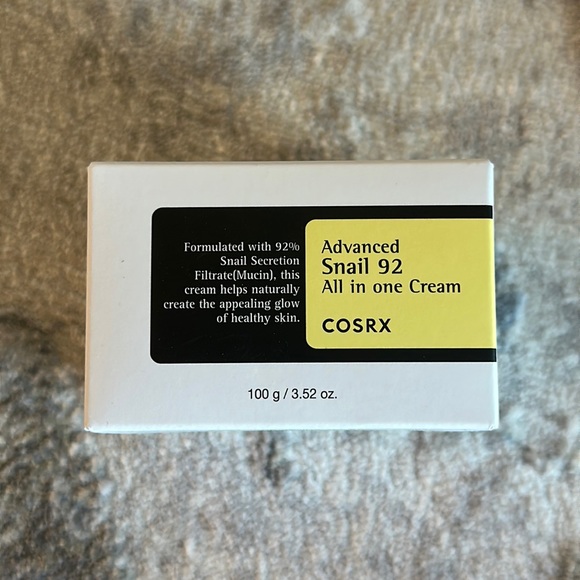 Formulated with 92%
Snail Secretion
Filtrate(Mucin), this
cream helps naturally
create the appealing glow
of healthy skin.
Advanced
Snail 92
All in one Cream
COSRX
100 g / 3.52 oz.